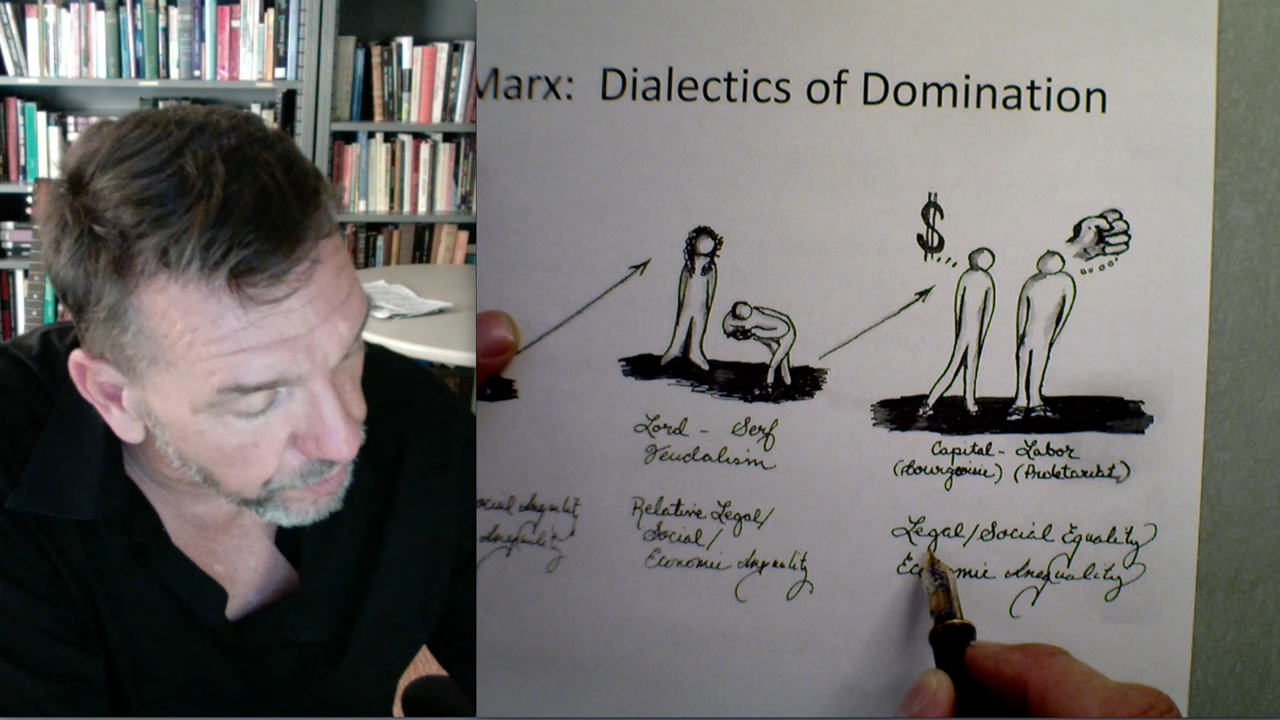 Marx: Dialectics of Domination
$
Lord - Serf
Feudalism
Capital - Labor
(Bourgeoisie) (Proletariat)
Relative Legal/
Social/
Economic Inequality
Legal/Social Equality
Economic Inequality